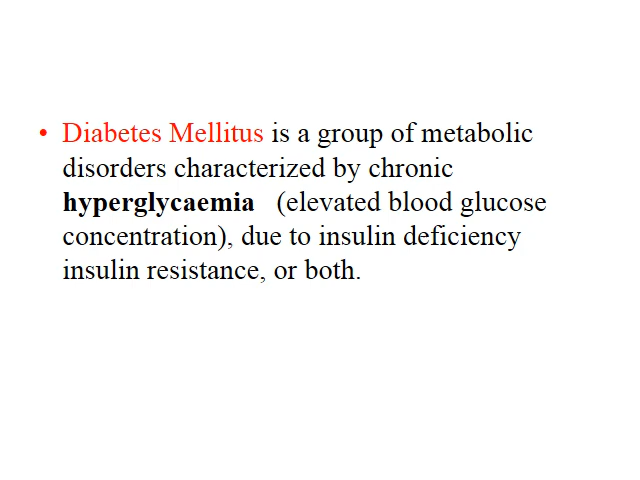 • Diabetes Mellitus is a group of metabolic
disorders characterized by chronic
hyperglycaemia (elevated blood glucose
concentration), due to insulin deficiency
insulin resistance, or both.